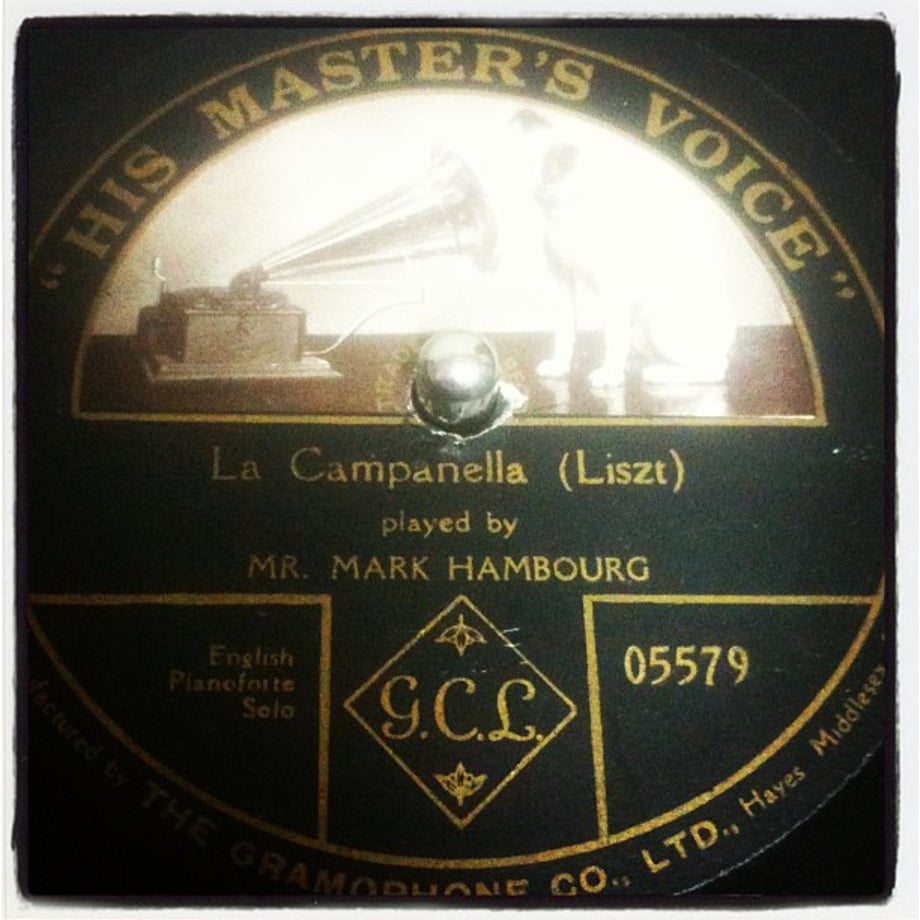 "HIS MASTER'S VOICE"
La Campanella (Liszt)
played by
MR. MARK HAMBOURG
English
Pianoforte
Solo
G.C.L.
05579
by THE GRAMOPHONE CO., LTD., Hayes Middlesex